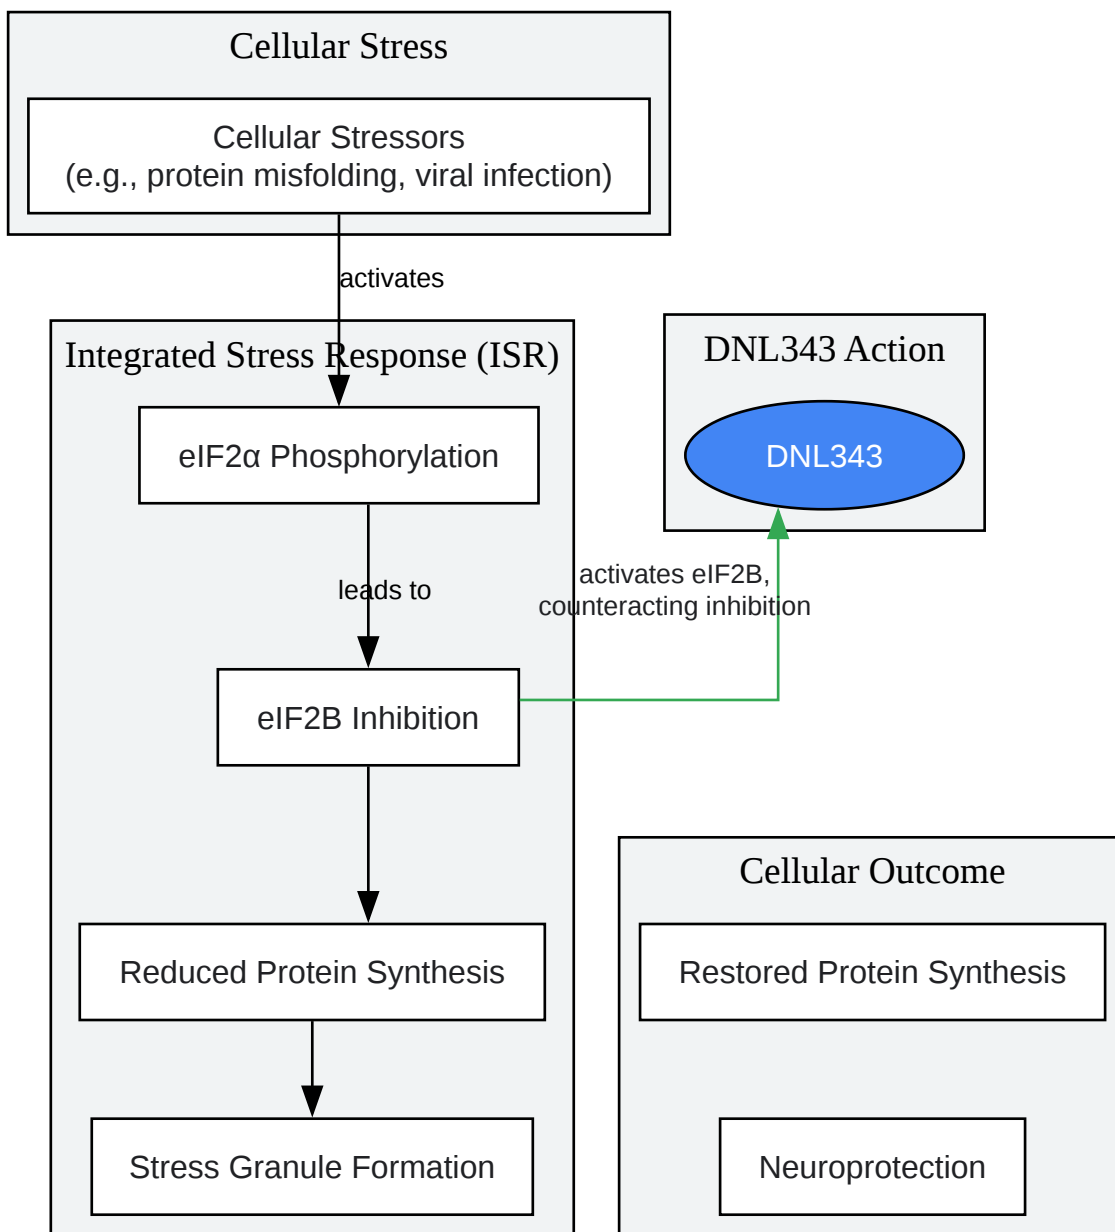 Cellular Stress
Cellular Stressors
(e.g., protein misfolding, viral infection)
activates
Integrated Stress Response (ISR)
eIF2α Phosphorylation
leads to
eIF2B Inhibition
Reduced Protein Synthesis
Stress Granule Formation
DNL343 Action
DNL343
activates eIF2B,
counteracting inhibition
Cellular Outcome
Restored Protein Synthesis
Neuroprotection